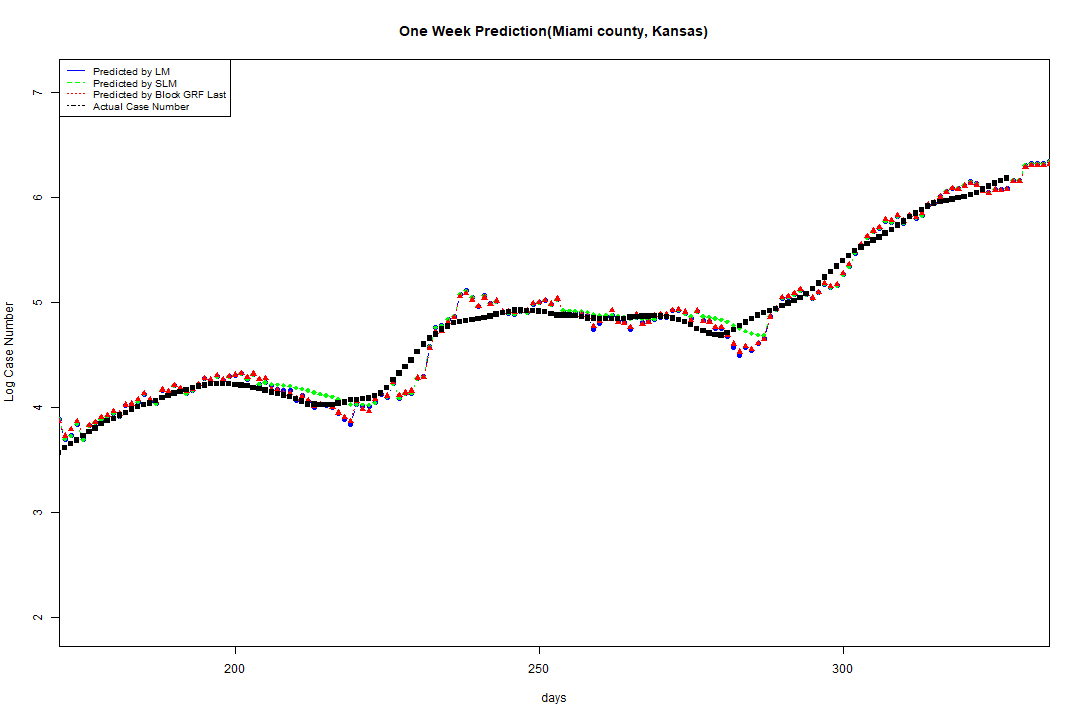 One Week Prediction(Miami county, Kansas)
Predicted by LM
Predicted by SLM
Predicted by Block GRF Last
Actual Case Number
7
6
5
4
3
2
Log Case Number
200
250
300
days